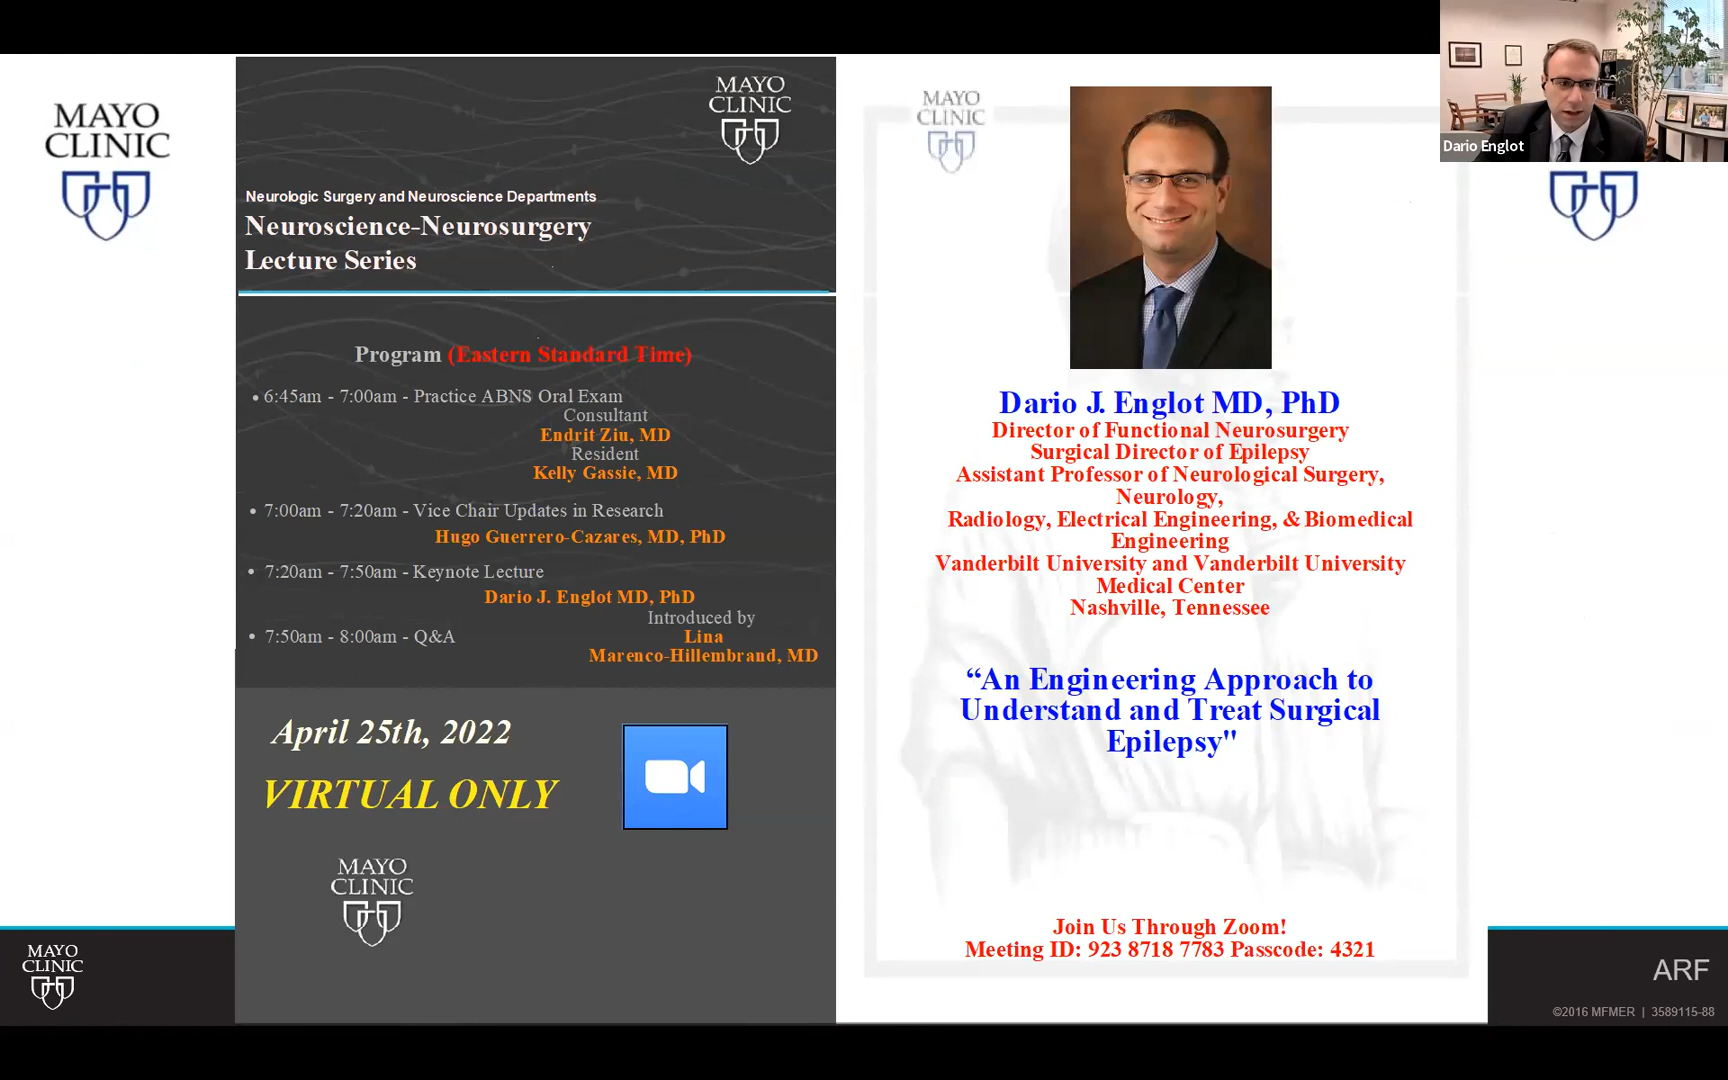 MAYO
CLINIC
MAYO
CLINIC
Neurologic Surgery and Neuroscience Departments
Neuroscience-Neurosurgery
Lecture Series
Program (Eastern Standard Time)
• 6:45am - 7:00am - Practice ABNS Oral Exam
Consultant
Endrit Ziu, MD
Resident
Kelly Gassie, MD
• 7:00am - 7:20am - Vice Chair Updates in Research
Hugo Guerrero-Cazares, MD, PhD
• 7:20am - 7:50am - Keynote Lecture
Dario J. Englot MD, PhD
Introduced by
• 7:50am - 8:00am - Q&A
Lina
Marenco-Hillembrand, MD
April 25th, 2022
VIRTUAL ONLY
MAYO
CLINIC
MAYO
CLINIC
MAYO
CLINIC
Dario J. Englot MD, PhD
Director of Functional Neurosurgery
Surgical Director of Epilepsy
Assistant Professor of Neurological Surgery,
Neurology,
Radiology, Electrical Engineering, & Biomedical
Engineering
Vanderbilt University and Vanderbilt University
Medical Center
Nashville, Tennessee
“An Engineering Approach to
Understand and Treat Surgical
Epilepsy"
Join Us Through Zoom!
Meeting ID: 923 8718 7783 Passcode: 4321
Dario Englot
ARF
©2016 MFMER | 3589115-88